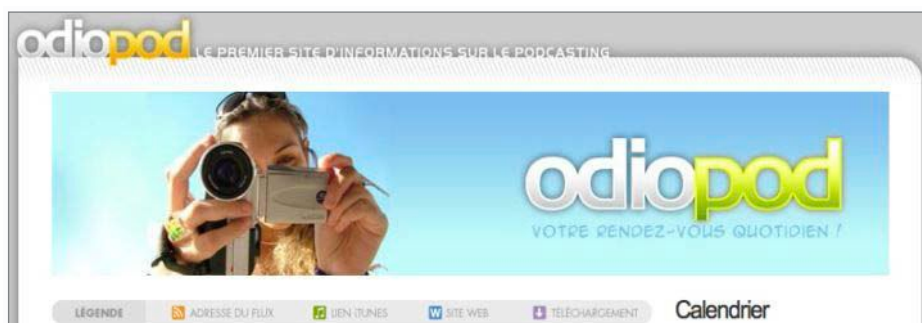 odiopod LE PREMIER SITE D'INFORMATIONS SUR LE PODCASTING
odiopod
VOTRE RENDEZ-VOUS QUOTIDIEN !
LÉGENDE ADRESSE DU FLUX LIEN iTUNES W SITE WEB TÉLÉCHARGEMENT Calendrier